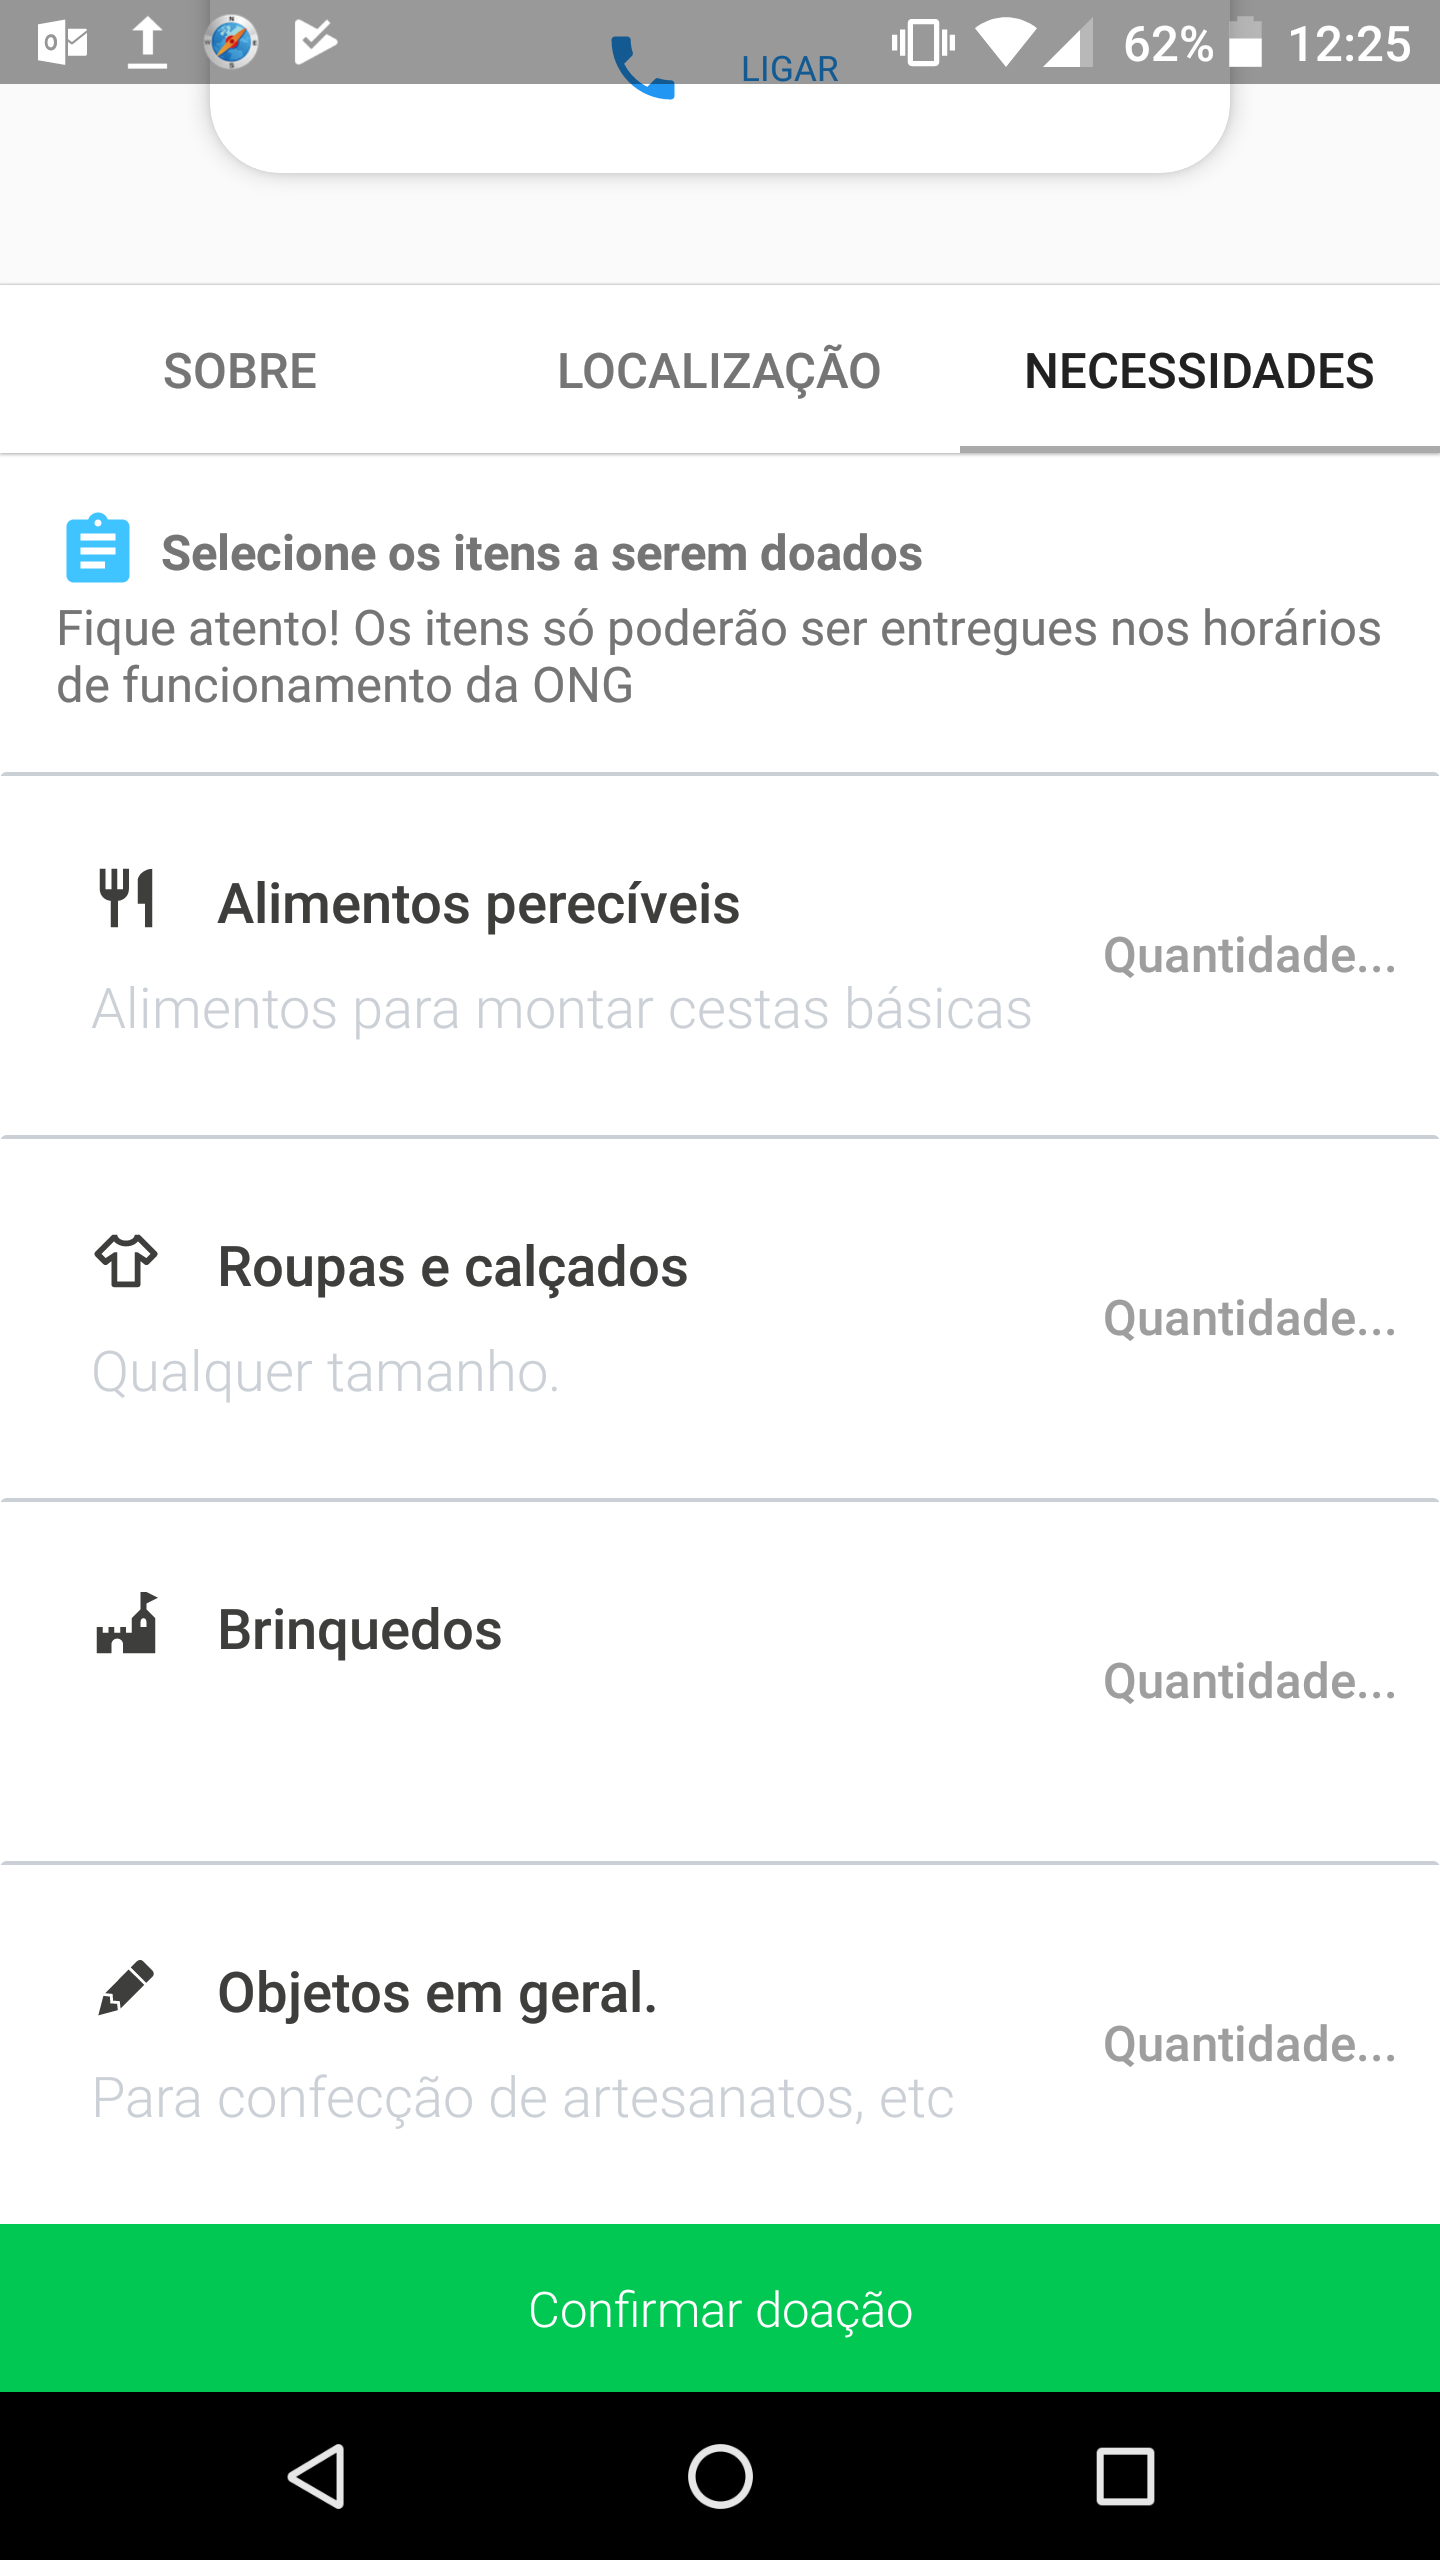 LIGAR
62%
12:25
SOBRE
LOCALIZAÇÃO
NECESSIDADES
Selecione os itens a serem doados
Fique atento! Os itens só poderão ser entregues nos horários
de funcionamento da ONG
Alimentos perecíveis
Quantidade...
Alimentos para montar cestas básicas
Roupas e calçados
Quantidade...
Qualquer tamanho.
Brinquedos
Quantidade...
Objetos em geral.
Quantidade...
Para confecção de artesanatos, etc
Confirmar doação